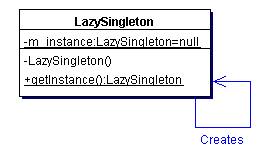 LazySingleton
-m_instance:LazySingleton=null
-LazySingleton()
+getInstance():LazySingleton
Creates